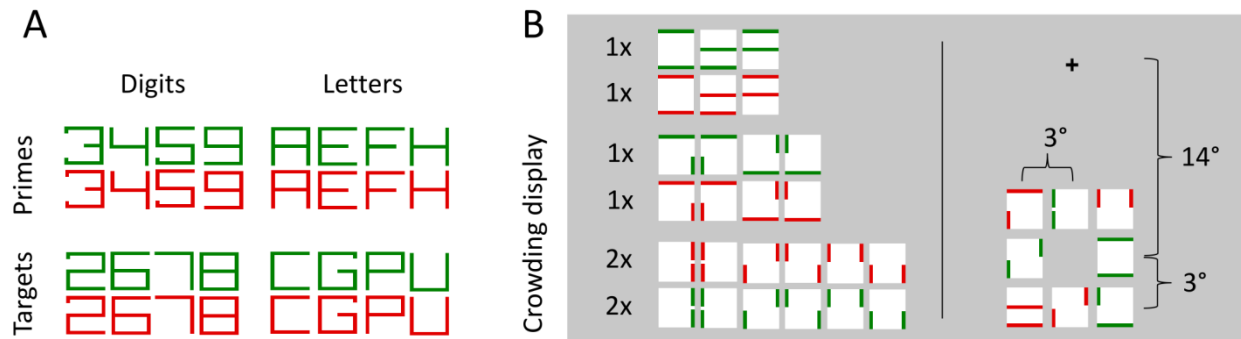 A
Digits Letters
Primes
3459 AEFH
3459 AEFH
Targets
2678 CGPU
2678 CGPU
B
Crowding display
1x
1x
1x
1x
2x
2x
+
3°
14°
3°